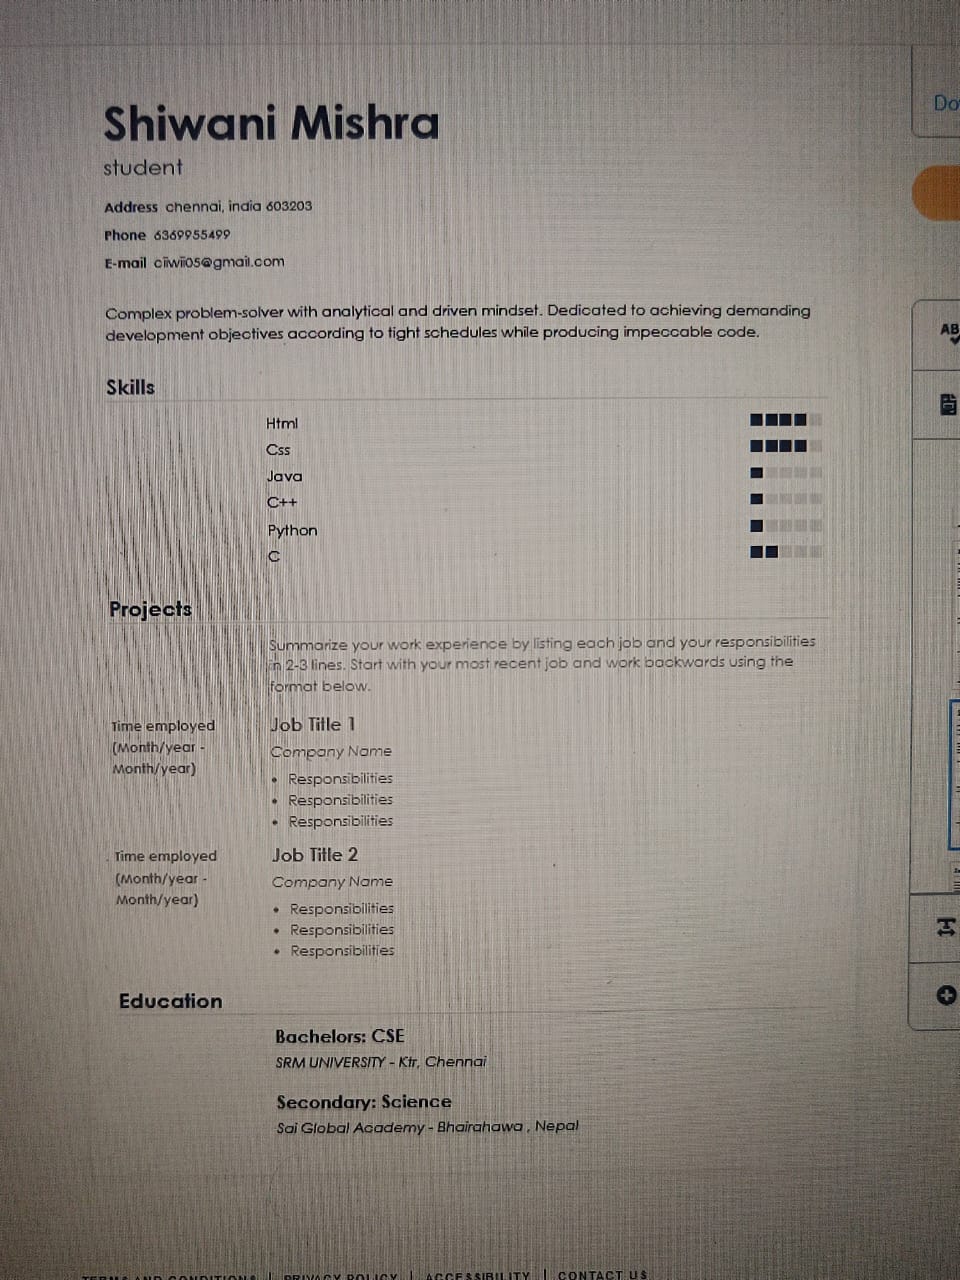 Shiwani Mishra
student
Address chennai, india 603203
Phone 6369955499
E-mail ciiwii05@gmail.com
Complex problem-solver with analytical and driven mindset. Dedicated to achieving demanding
development objectives according to tight schedules while producing impeccable code.
Skills
Html
Css
Java
C++
Python
C
Projects
Summarize your work experience by listing each job and your responsibilities
in 2-3 lines. Start with your most recent job and work backwards using the
format below.
Time employed
(Month/year -
Month/year)
Job Title 1
Company Name
• Responsibilities
• Responsibilities
• Responsibilities
Time employed
(Month/year -
Month/year)
Job Title 2
Company Name
• Responsibilities
• Responsibilities
• Responsibilities
Education
Bachelors: CSE
SRM UNIVERSITY - Ktr, Chennai
Secondary: Science
Sai Global Academy - Bhairahawa , Nepal
TERMS AND CONDITIONS | PRIVACY POLICY | ACCESSIBILITY | CONTACT US